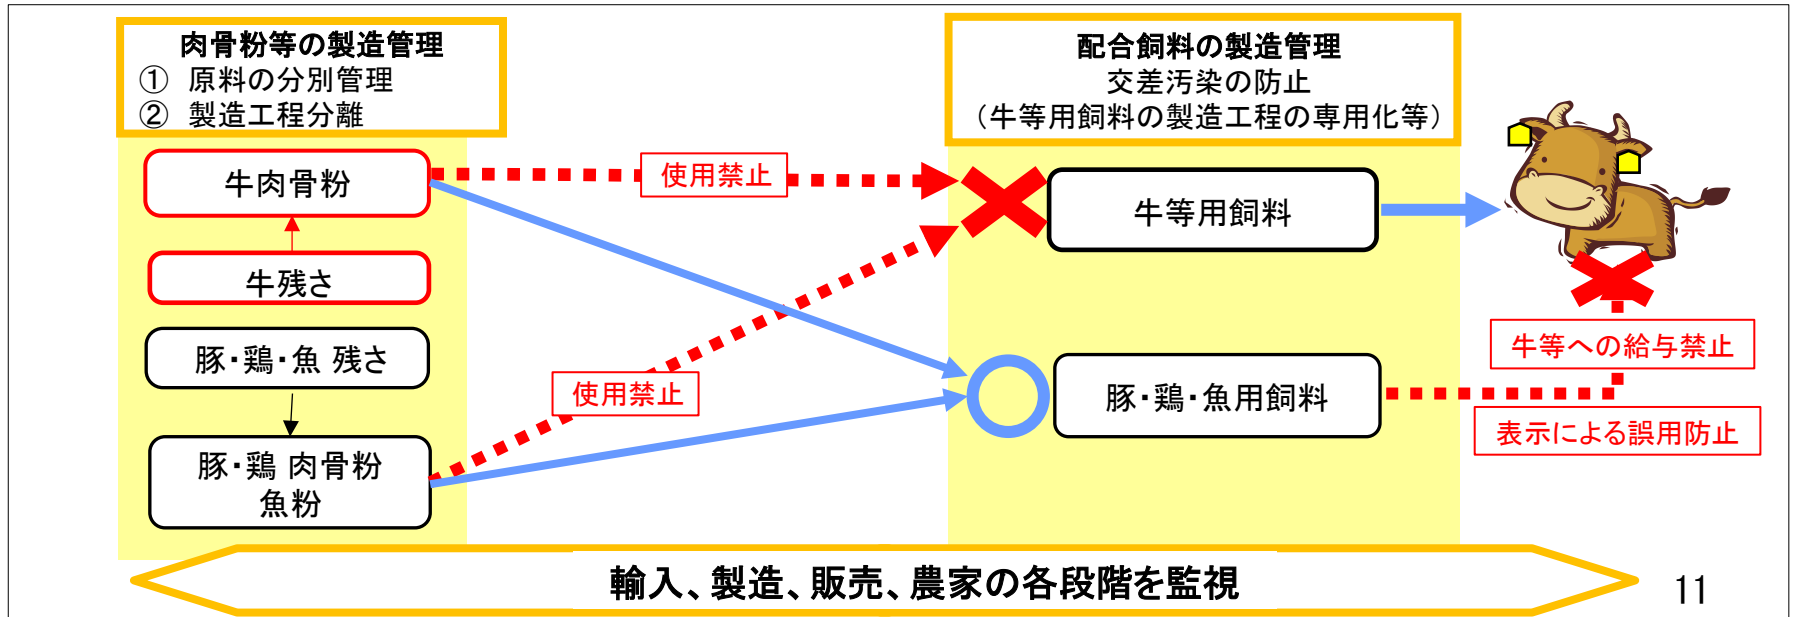 肉骨粉等の製造管理
① 原料の分別管理
② 製造工程分離
配合飼料の製造管理
交差汚染の防止
（牛等用飼料の製造工程の専用化等）
牛肉骨粉
使用禁止
牛等用飼料
牛残さ
豚・鶏・魚 残さ
使用禁止
豚・鶏・魚用飼料
牛等への給与禁止
表示による誤用防止
豚・鶏 肉骨粉
魚粉
輸入、製造、販売、農家の各段階を監視
11